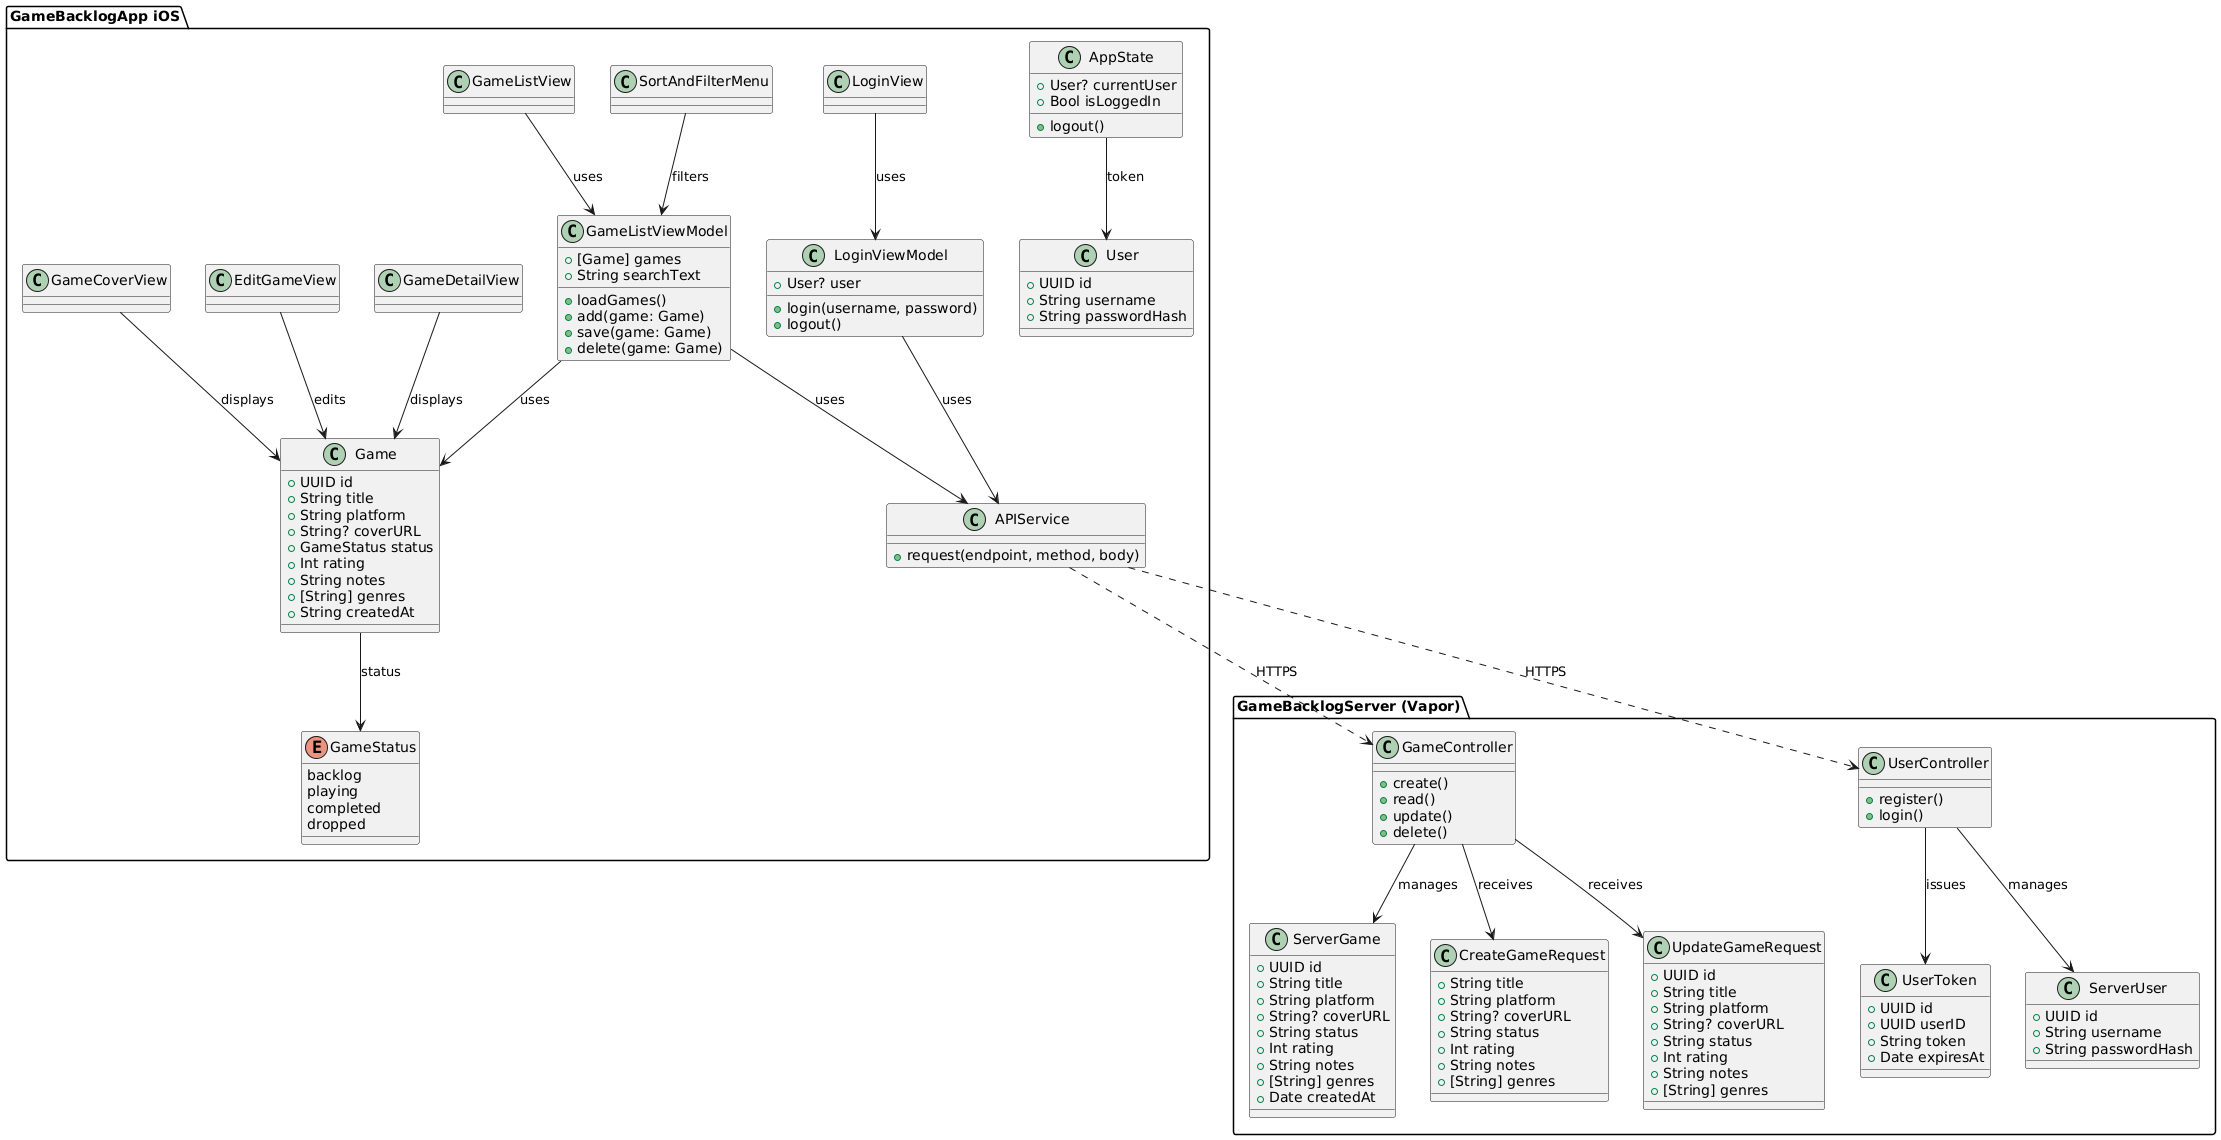 GameBacklogApp iOS
C AppState
User? currentUser
Bool isLoggedIn
logout()
C GameListView
C SortAndFilterMenu
C LoginView
uses
filters
uses
token
C GameListViewModel
[Game] games
String searchText
loadGames()
add(game: Game)
save(game: Game)
delete(game: Game)
C LoginViewModel
User? user
login(username, password)
logout()
C User
UUID id
String username
String passwordHash
C GameCoverView
C EditGameView
C GameDetailView
displays
edits
displays
uses
uses
uses
C Game
UUID id
String title
String platform
String? coverURL
GameStatus status
Int rating
String notes
[String] genres
String createdAt
C APIService
request(endpoint, method, body)
status
HTTPS
HTTPS
E GameStatus
backlog
playing
completed
dropped
GameBacklogServer (Vapor)
C GameController
create()
read()
update()
delete()
C UserController
register()
login()
manages
receives
receives
issues
manages
C ServerGame
UUID id
String title
String platform
String? coverURL
String status
Int rating
String notes
[String] genres
Date createdAt
C CreateGameRequest
String title
String platform
String? coverURL
String status
Int rating
String notes
[String] genres
C UpdateGameRequest
UUID id
String title
String platform
String? coverURL
String status
Int rating
String notes
[String] genres
C UserToken
UUID id
UUID userID
String token
Date expiresAt
C ServerUser
UUID id
String username
String passwordHash